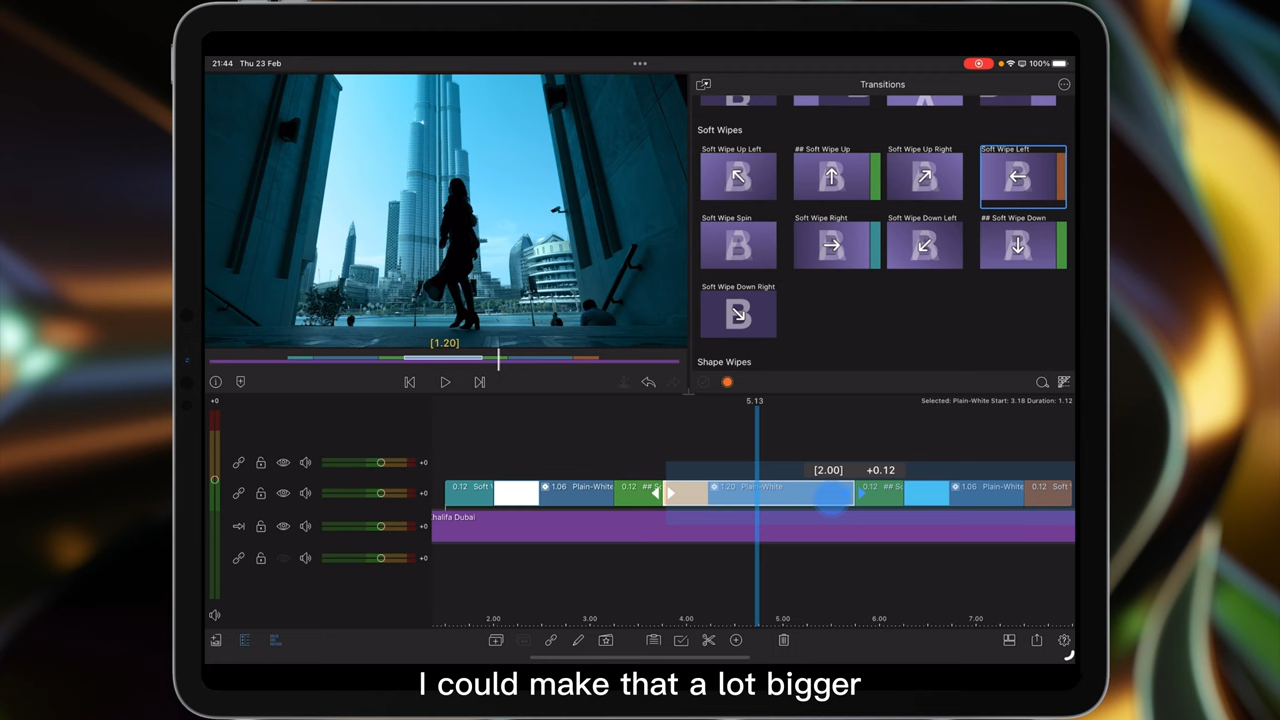 21:44 Thu 23 Feb
100%
Transitions
Soft Wipes
Soft Wipe Up Left
## Soft Wipe Up
Soft Wipe Up Right
Soft Wipe Left
Soft Wipe Spin
Soft Wipe Right
Soft Wipe Down Left
## Soft Wipe Down
Soft Wipe Down Right
B
Shape Wipes
[1.20]
+0
5.13
Selected: Plain-White Start: 3.18 Duration: 1.12
+0
[2.00] +0.12
0.12 Soft
1.06 Plain-White
0.12 ## So
1.20 Plain-White
0.12 ## So
1.06 Plain-White
0.12 Soft
+0
halifa Dubai
+0
+0
2.00 3.00 4.00 5.00 6.00 7.00
I could make that a lot bigger